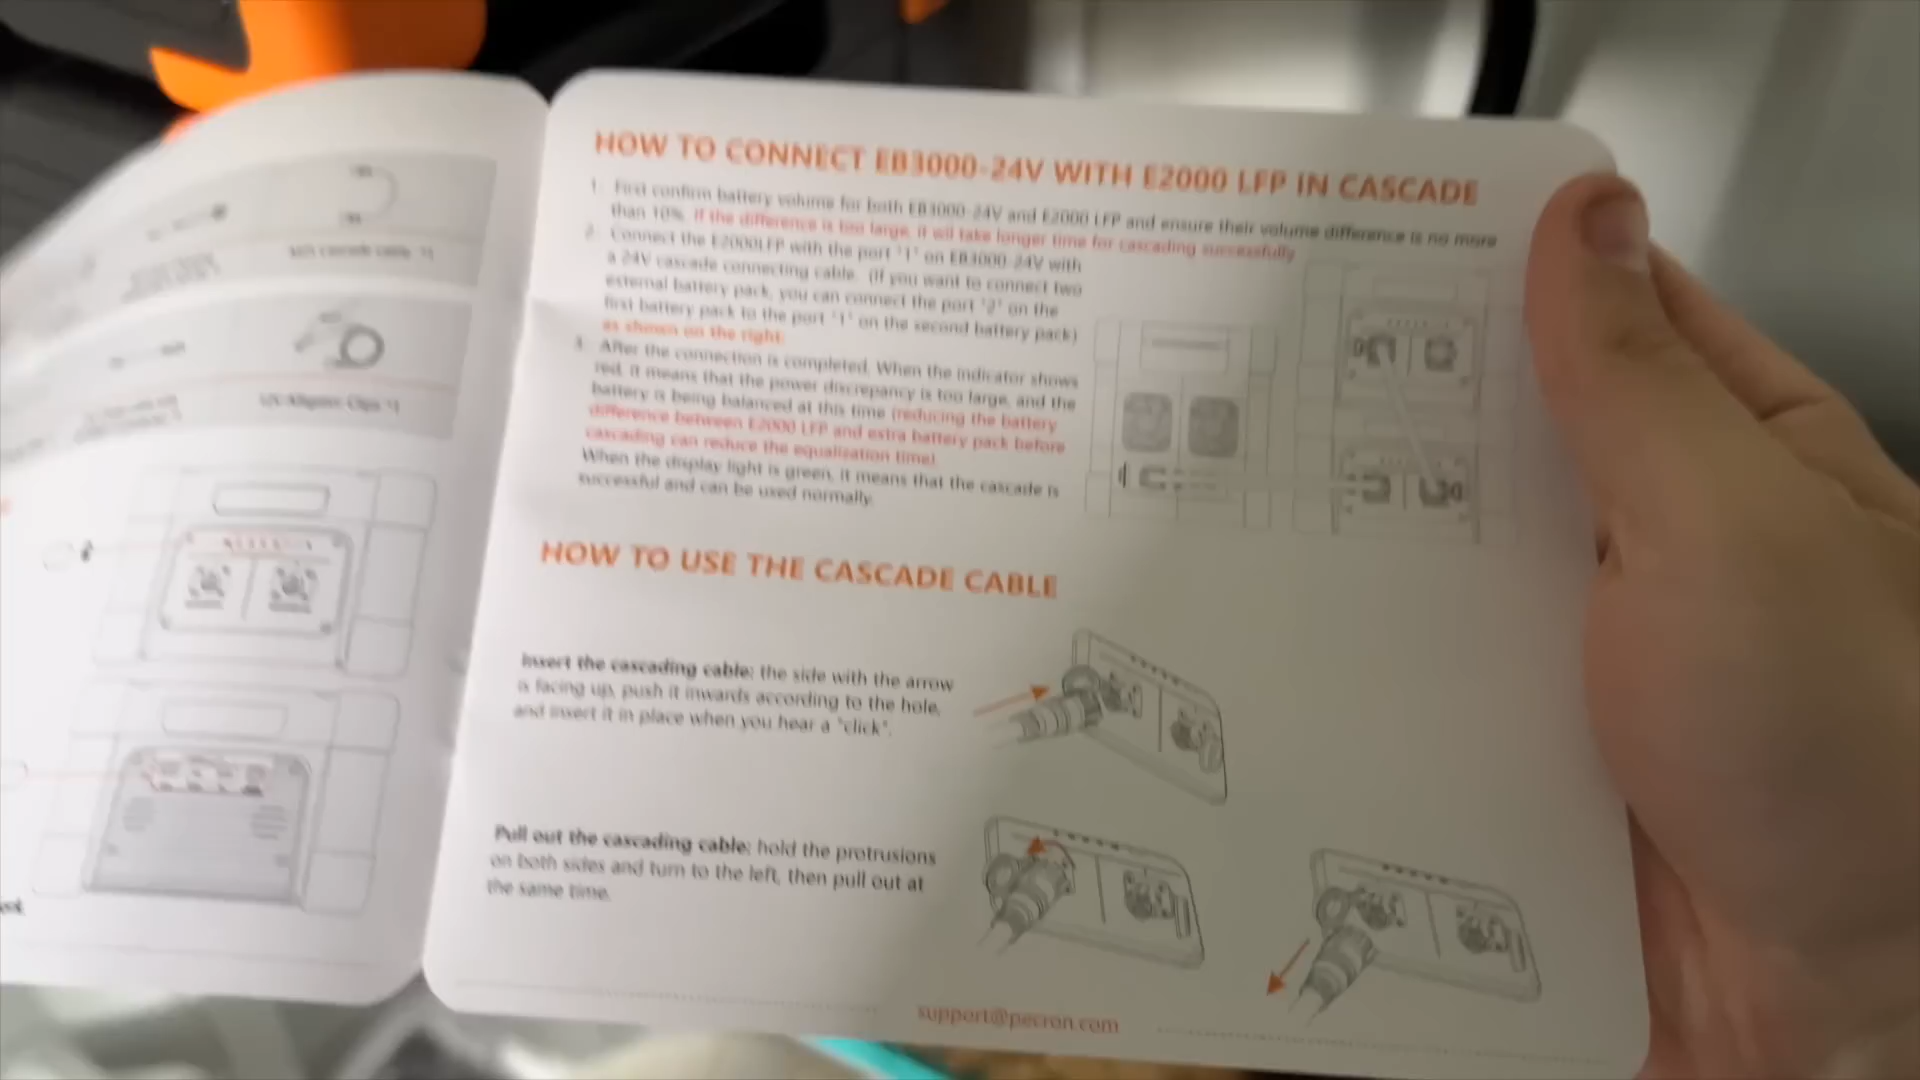 24V Cascade Cable *1
12V Alligator Clips *1
HOW TO CONNECT EB3000-24V WITH E2000 LFP IN CASCADE
1. First confirm battery volume for both EB3000-24V and E2000 LFP and ensure their volume difference is no more
than 10%. If the difference is too large, it will take longer time for cascading successfully
2. Connect the E2000LFP with the port "1" on EB3000-24V with
a 24V cascade connecting cable. (If you want to connect two
external battery pack, you can connect the port "2" on the
first battery pack to the port "1" on the second battery pack)
as shown on the right.
3. After the connection is completed, When the indicator shows
red, it means that the power discrepancy is too large, and the
battery is being balanced at this time (reducing the battery
difference between E2000 LFP and extra battery pack before
cascading can reduce the equalization time).
When the display light is green, it means that the cascade is
successful and can be used normally.
HOW TO USE THE CASCADE CABLE
Insert the cascading cable: the side with the arrow
is facing up, push it inwards according to the hole,
and insert it in place when you hear a "click".
Pull out the cascading cable: hold the protrusions
on both sides and turn to the left, then pull out at
the same time.
support@pecron.com